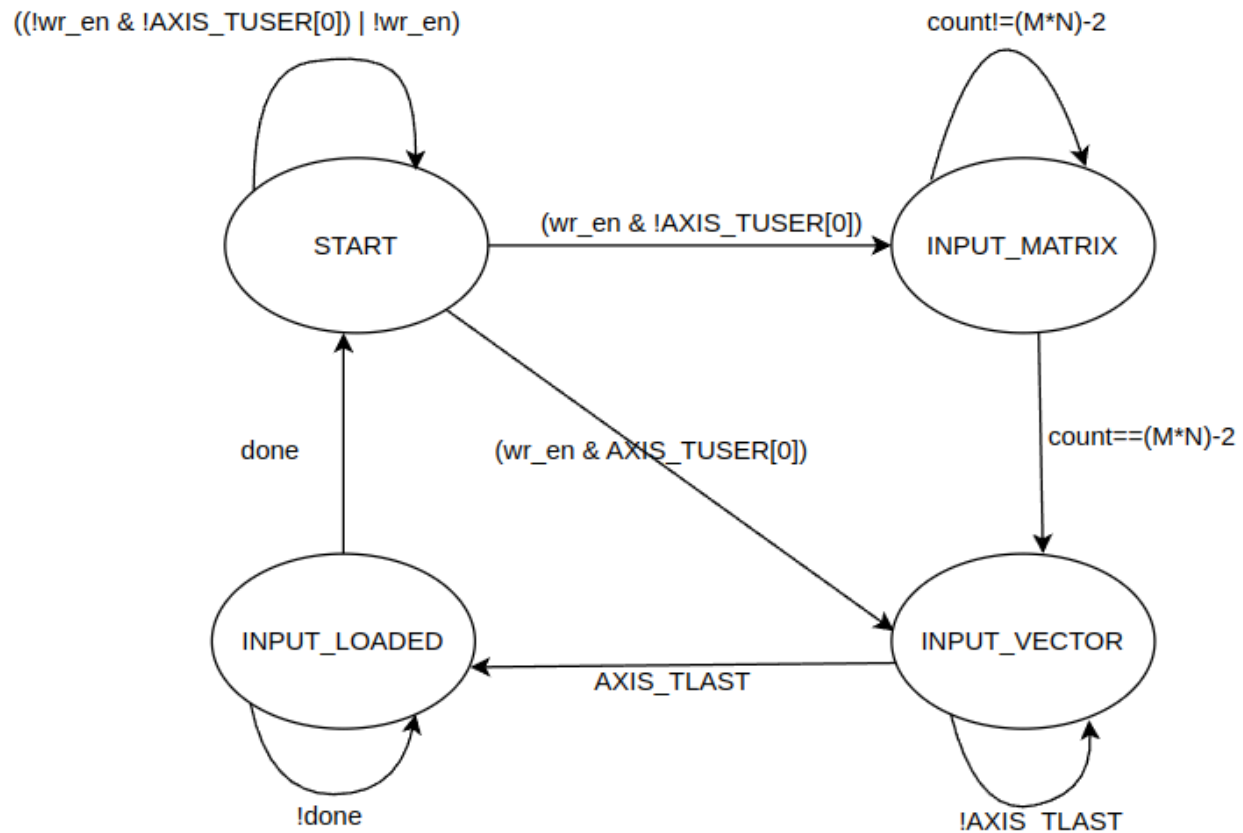 ((!wr_en & !AXIS_TUSER[0]) | !wr_en)
count!=(M*N)-2
START
(wr_en & !AXIS_TUSER[0])
INPUT_MATRIX
done
(wr_en & AXIS_TUSER[0])
count==(M*N)-2
INPUT_LOADED
INPUT_VECTOR
AXIS_TLAST
!done
!AXIS_TLAST